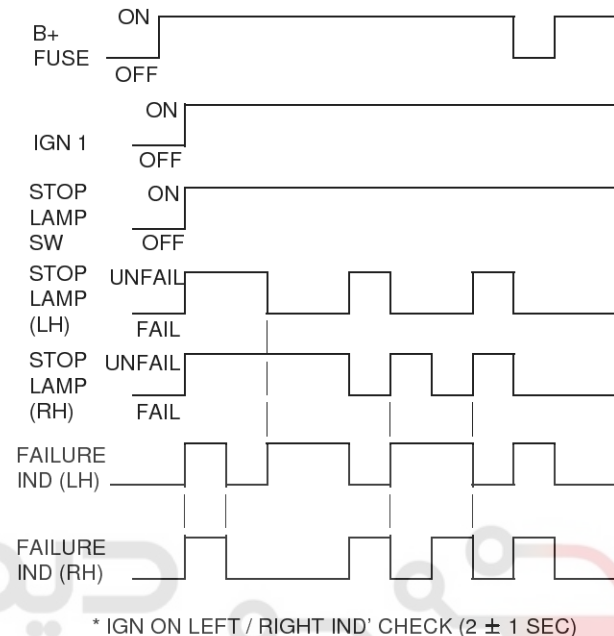 ON
B+
FUSE
OFF
ON
IGN 1
OFF
STOP
LAMP
SW
ON
OFF
STOP
LAMP
(LH)
UNFAIL
FAIL
STOP
LAMP
(RH)
UNFAIL
FAIL
FAILURE
IND (LH)
FAILURE
IND (RH)
* IGN ON LEFT / RIGHT IND' CHECK (2 ± 1 SEC)